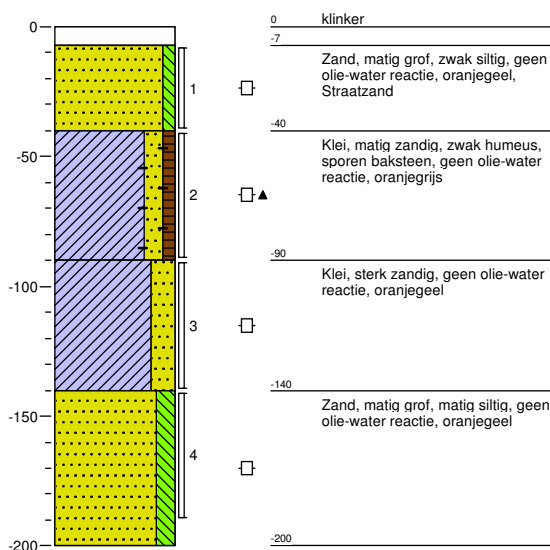 0
0
klinker
-7
Zand, matig grof, zwak siltig, geen
olie-water reactie, oranjegeel,
Straatzand
1
-40
Klei, matig zandig, zwak humeus,
sporen baksteen, geen olie-water
reactie, oranjegrijs
-50
2
-90
Klei, sterk zandig, geen olie-water
reactie, oranjegeel
-100
3
-140
Zand, matig grof, matig siltig, geen
olie-water reactie, oranjegeel
-150
4
-200
-200